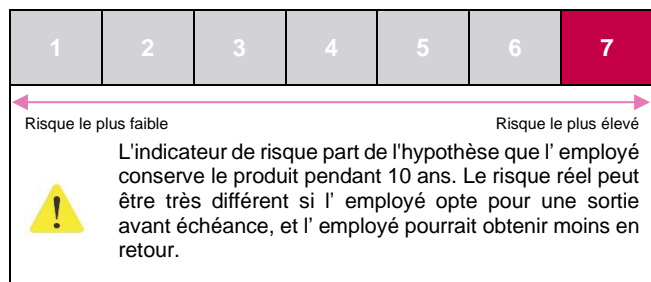 1 2 3 4 5 6 7
Risque le plus faible Risque le plus élevé
L'indicateur de risque part de l'hypothèse que l' employé
conserve le produit pendant 10 ans. Le risque réel peut
être très différent si l' employé opte pour une sortie
avant échéance, et l' employé pourrait obtenir moins en
retour.